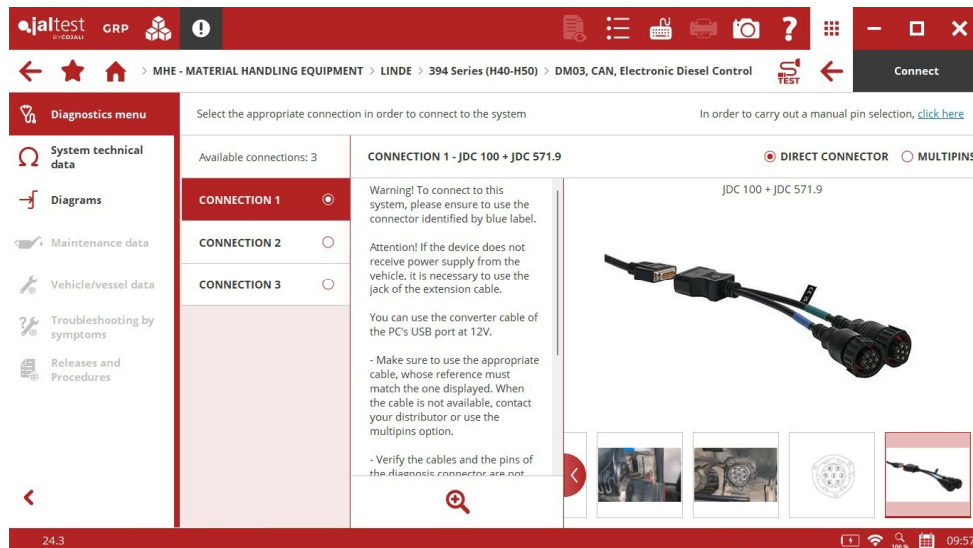 jaltest GRP
BY COJALI
TEST
> MHE - MATERIAL HANDLING EQUIPMENT > LINDE > 394 Series (H40-H50) > DM03, CAN, Electronic Diesel Control
Connect
Diagnostics menu
System technical
data
Diagrams
Maintenance data
Vehicle/vessel data
Troubleshooting by
symptoms
Releases and
Procedures
Select the appropriate connection in order to connect to the system
In order to carry out a manual pin selection, click here
Available connections: 3
CONNECTION 1
CONNECTION 2
CONNECTION 3
CONNECTION 1 - JDC 100 + JDC 571.9
DIRECT CONNECTOR
MULTIPINS
Warning! To connect to this
system, please ensure to use the
connector identified by blue label.
Attention! If the device does not
receive power supply from the
vehicle, it is necessary to use the
jack of the extension cable.
You can use the converter cable of
the PC's USB port at 12V.
- Make sure to use the appropriate
cable, whose reference must
match the one displayed. When
the cable is not available, contact
your distributor or use the
multipins option.
- Verify the cables and the pins of
the diagnosis connector are not
JDC 100 + JDC 571.9
24.3
100 %
09:57